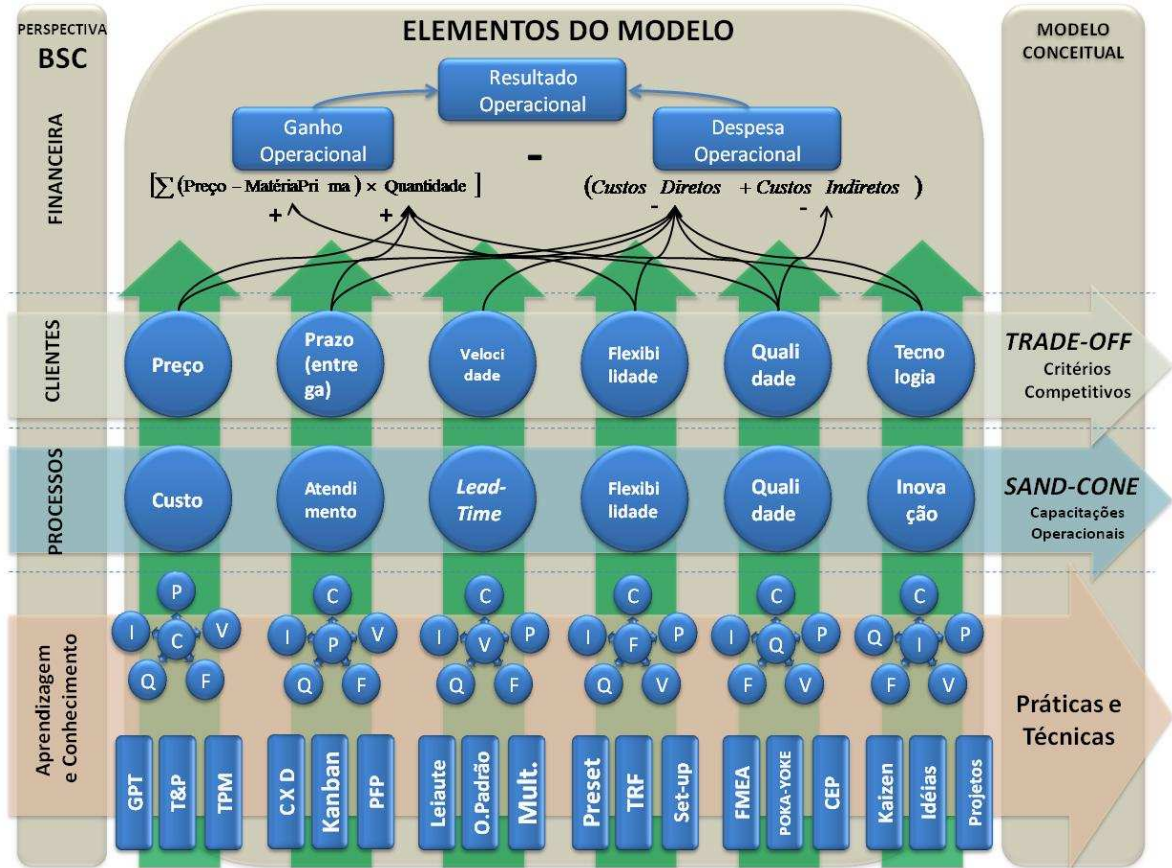 PERSPECTIVA
BSC
ELEMENTOS DO MODELO
MODELO
CONCEITUAL
FINANCEIRA
Resultado
Operacional
Ganho
Operacional
-
Despesa
Operacional
[∑(Preço – MatériaPri ma) × Quantidade ]
(Custos Diretos + Custos Indiretos )
+
+
-
-
CLIENTES
Preço
Prazo
(entre
ga)
Veloci
dade
Flexibi
lidade
Quali
dade
Tecno
logia
TRADE-OFF
Critérios
Competitivos
PROCESSOS
Custo
Atendi
mento
Lead-
Time
Flexibi
lidade
Quali
dade
Inova
ção
SAND-CONE
Capacitações
Operacionais
Aprendizagem
e Conhecimento
P
I C V
Q F
C
I P V
Q F
C
I V P
Q F
C
I F P
Q V
C
I Q P
F V
C
Q I P
F V
GPT
T&P
TPM
C X D
Kanban
PFP
Leiaute
O.Padrão
Mult.
Preset
TRF
Set-up
FMEA
POKA-YOKE
CEP
Kaizen
Idéias
Projetos
Práticas e
Técnicas